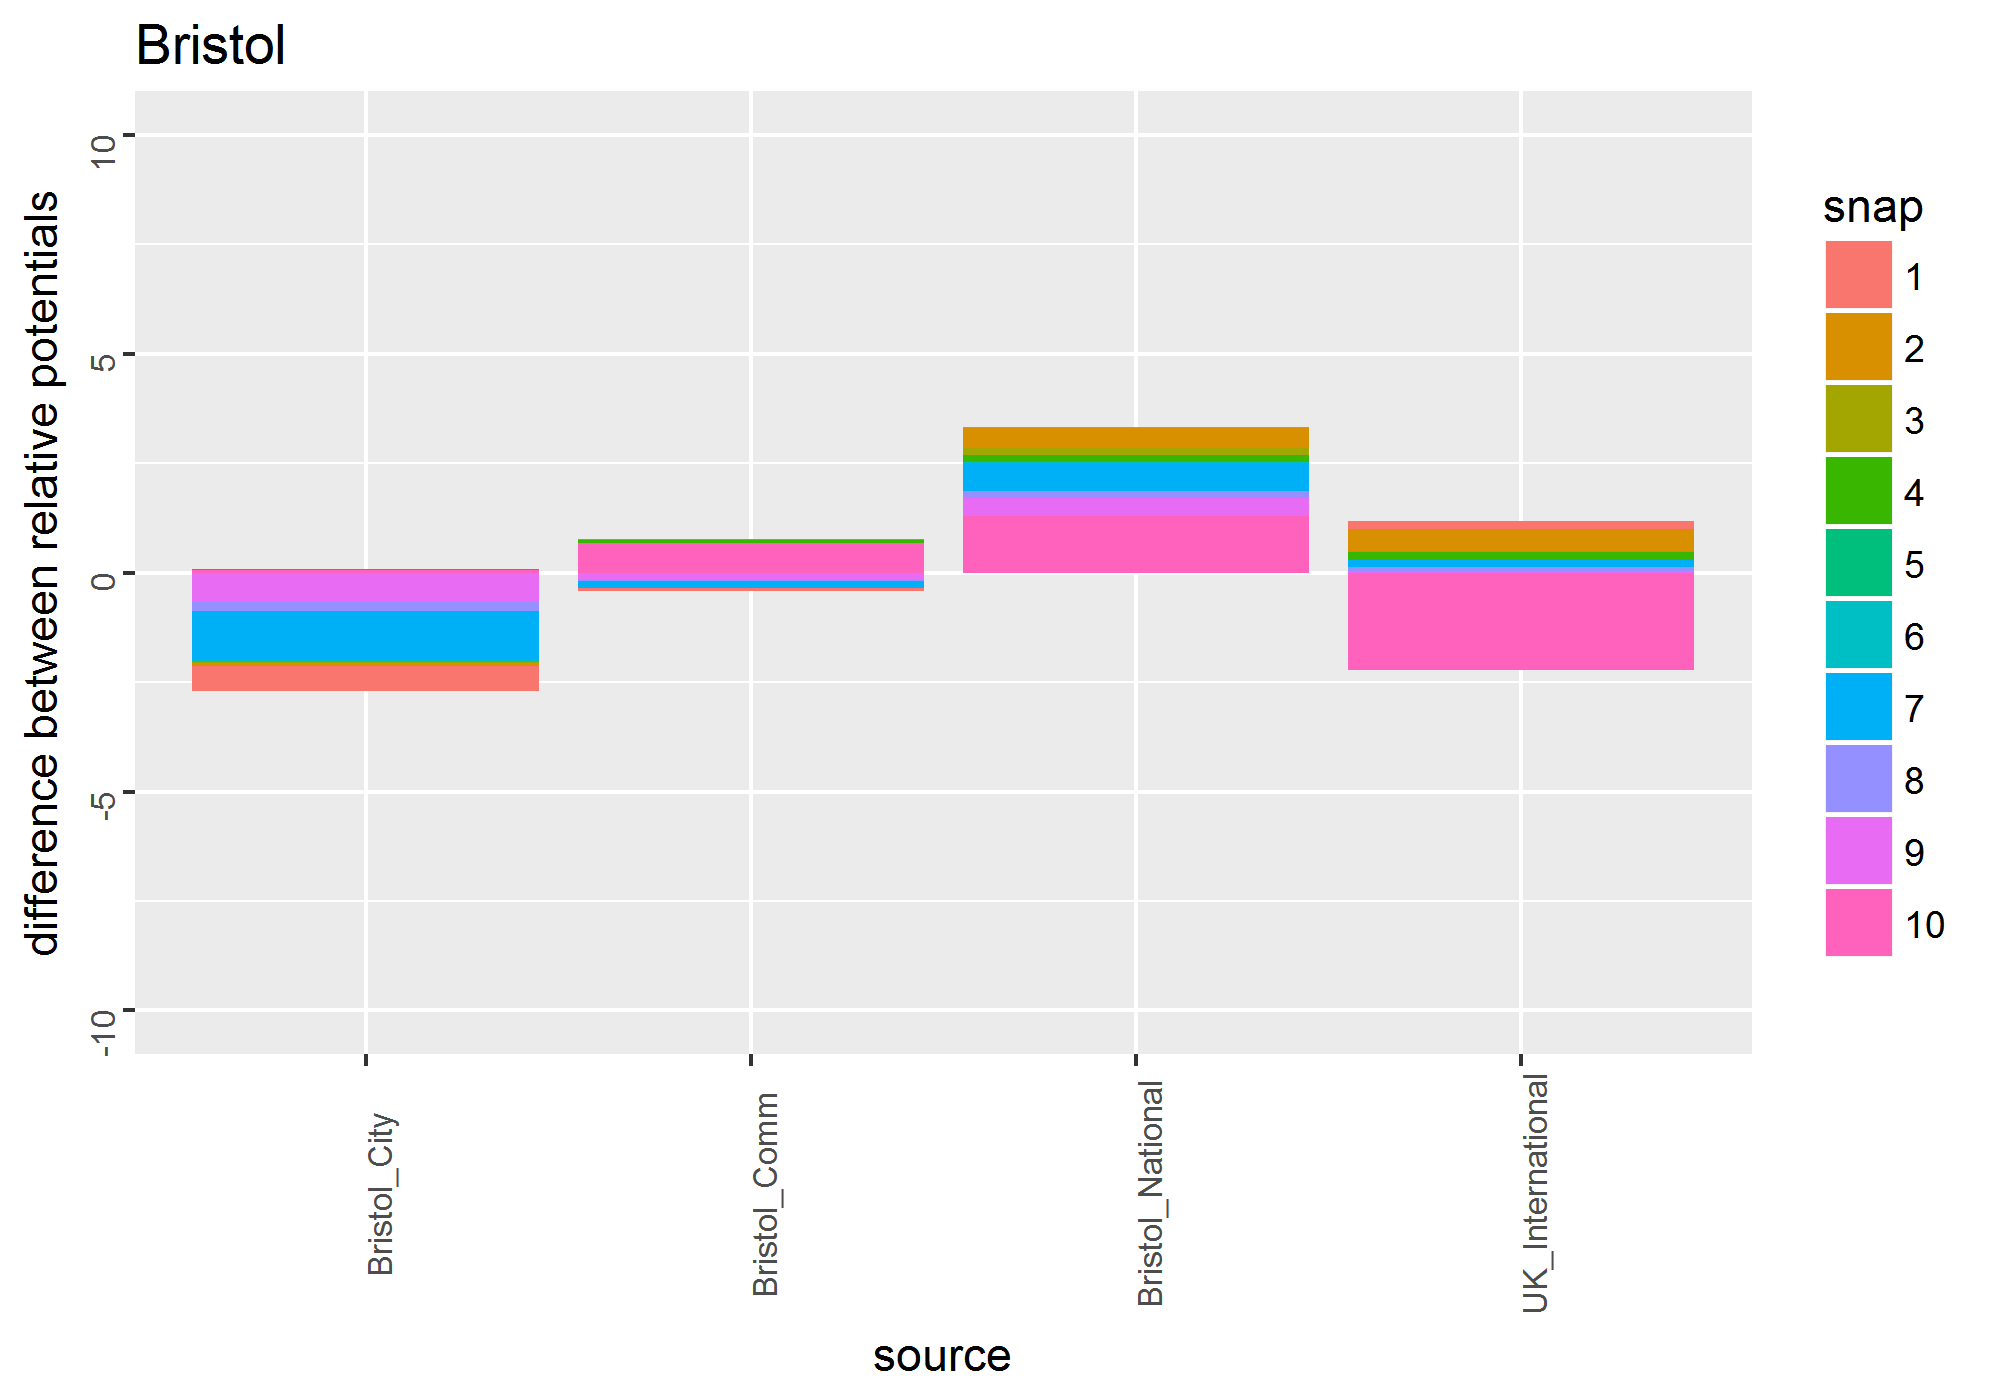 Bristol
difference between relative potentials
10
5
0
-5
-10
Bristol_City
Bristol_Comm
Bristol_National
UK_International
source
snap
1
2
3
4
5
6
7
8
9
10